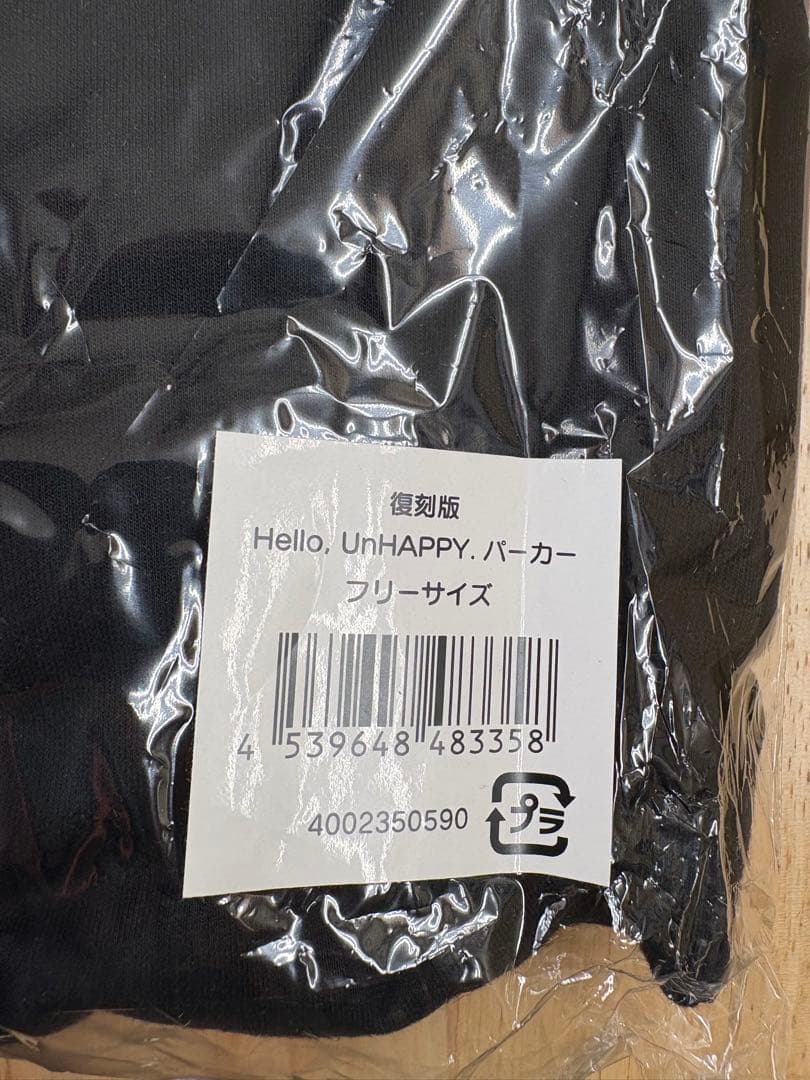 復刻版
Hello, UnHAPPY. パーカー
フリーサイズ
4 539648 483358
4002350590
プラ